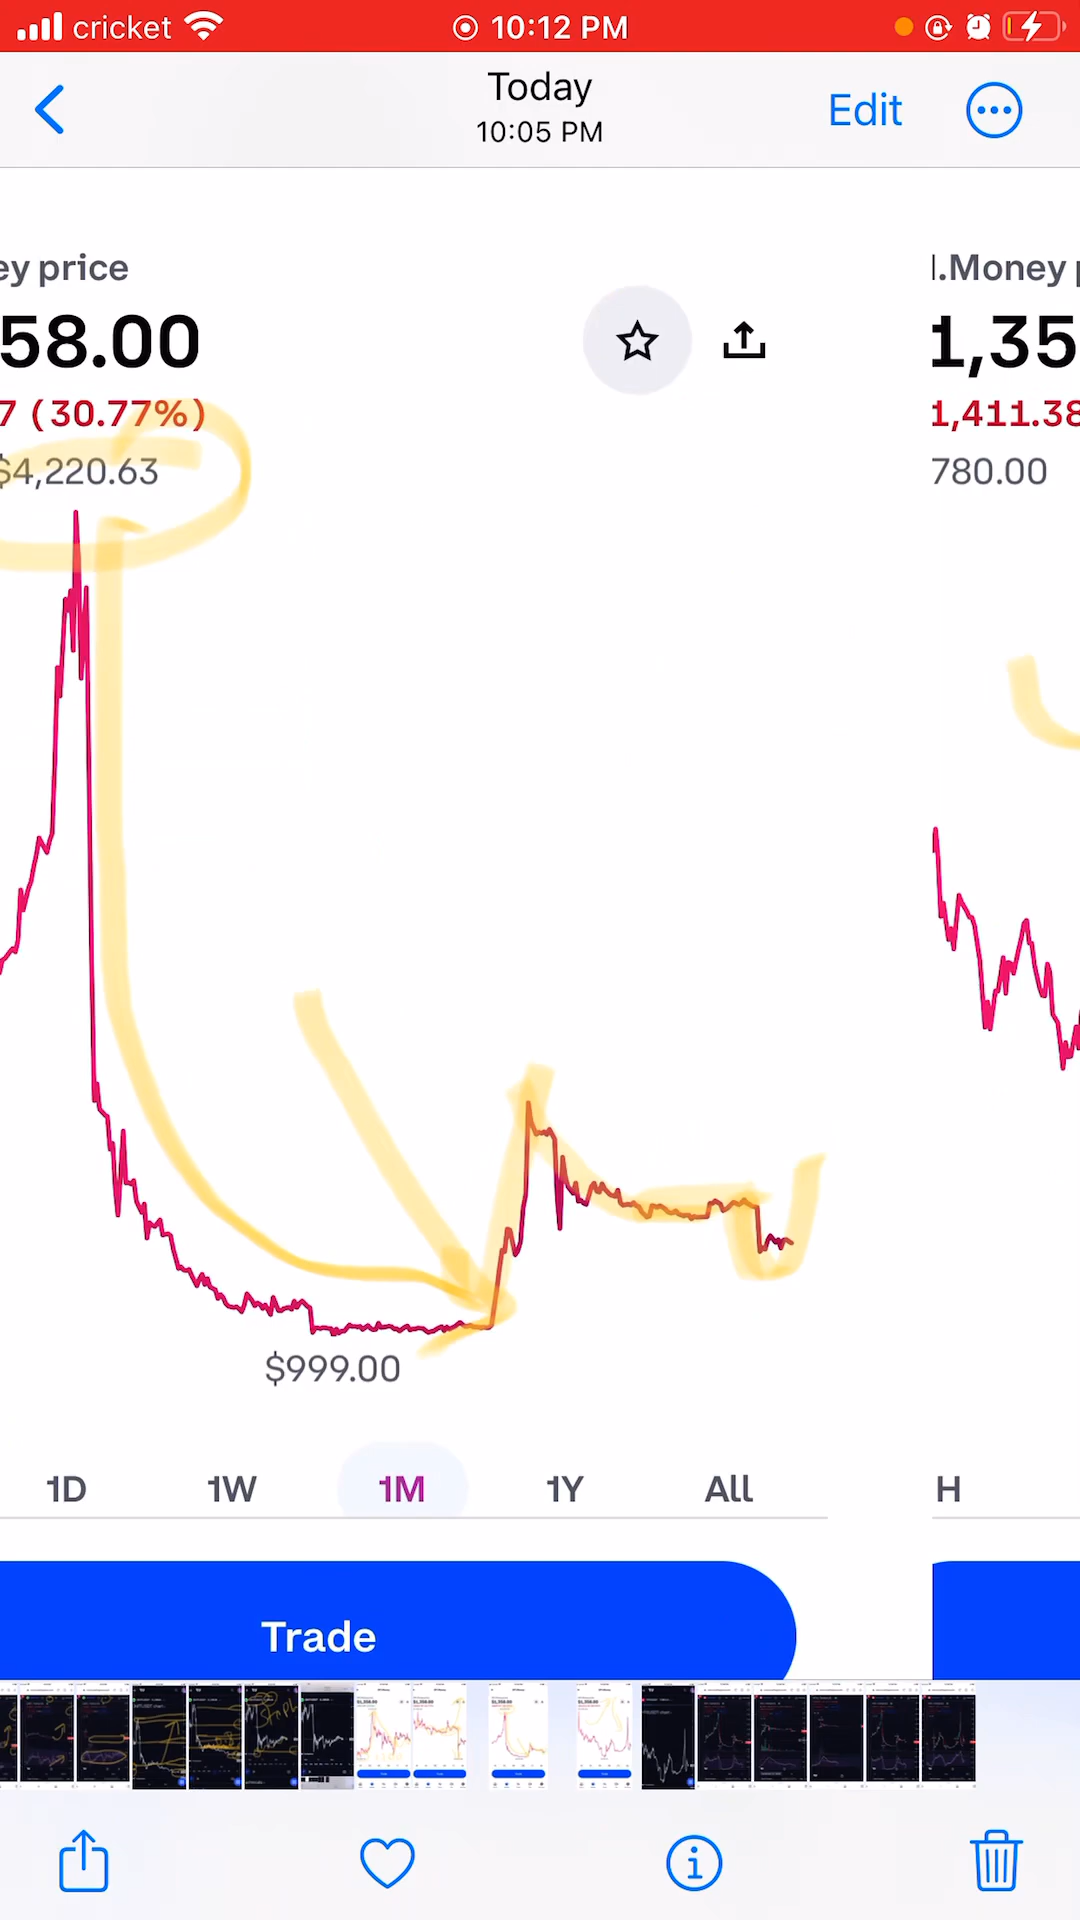 cricket 10:12 PM
Today
10:05 PM
Edit
ey price
58.00
7 (30.77%)
$4,220.63
l.Money
1,35
1,411.38
780.00
$999.00
1D 1W 1M 1Y All H
Trade